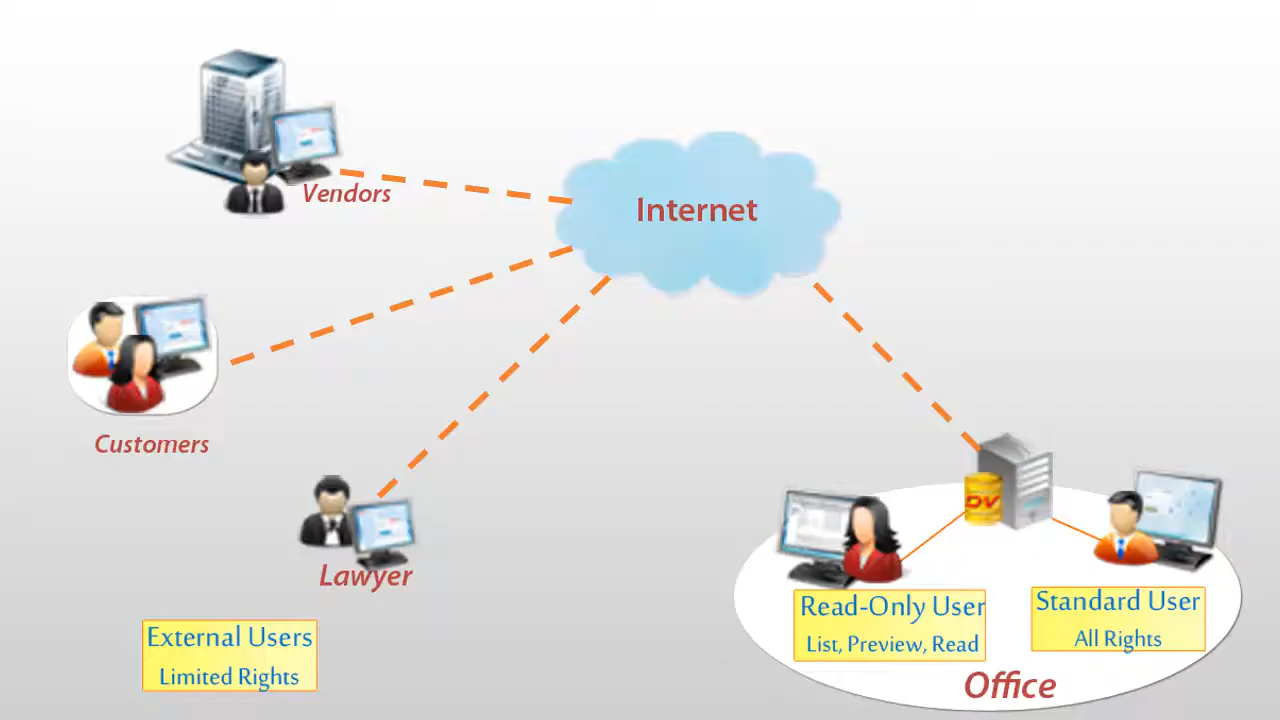 Vendors
Internet
Customers
Lawyer
External Users
Limited Rights
DV
Read-Only User
List, Preview, Read
Standard User
All Rights
Office